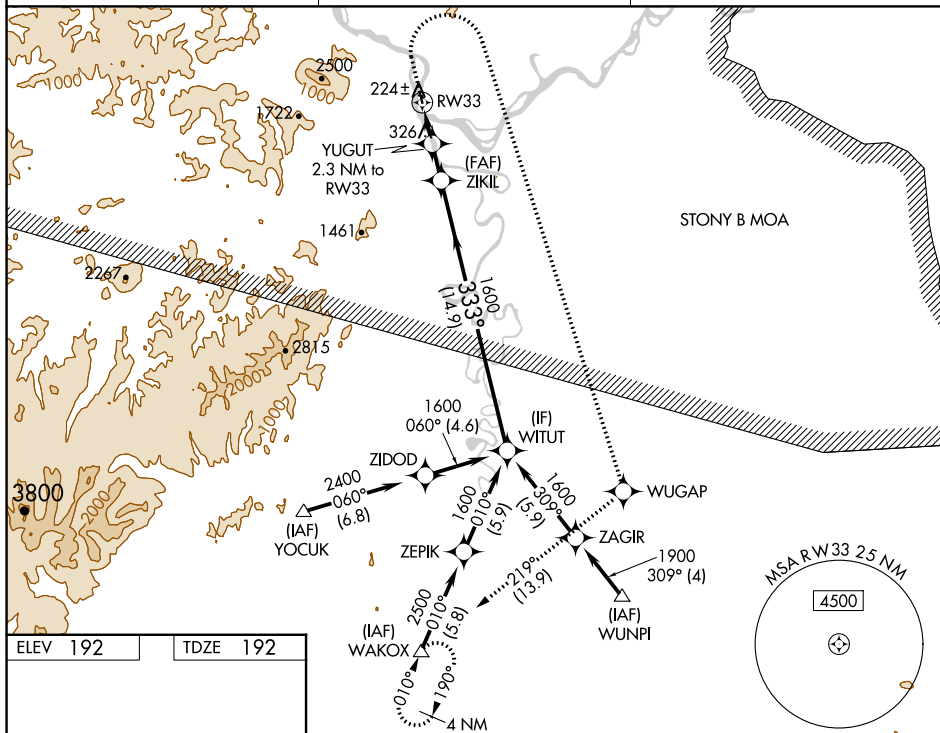 2500
1000
224±
RW33
1722
326
YUGUT
2.3 NM to
RW33
(FAF)
ZIKIL
1000
1461
STONY B MOA
2267
1600
333°
(14.9)
2815
2000
1000
1600
060° (4.6)
(IF)
WITUT
ZIDOD
2400
060°
(6.8)
1600
309°
(5.9)
WUGAP
3800
2000
(IAF)
YOCUK
1600
010°
(5.9)
ZEPIK
ZAGIR
219°
(13.9)
1900
309° (4)
MSA RW33 25 NM
4500
2500
010°
(5.8)
(IAF)
WUNPI
(IAF)
WAKOX
ELEV 192
TDZE 192
010°
190°
4 NM